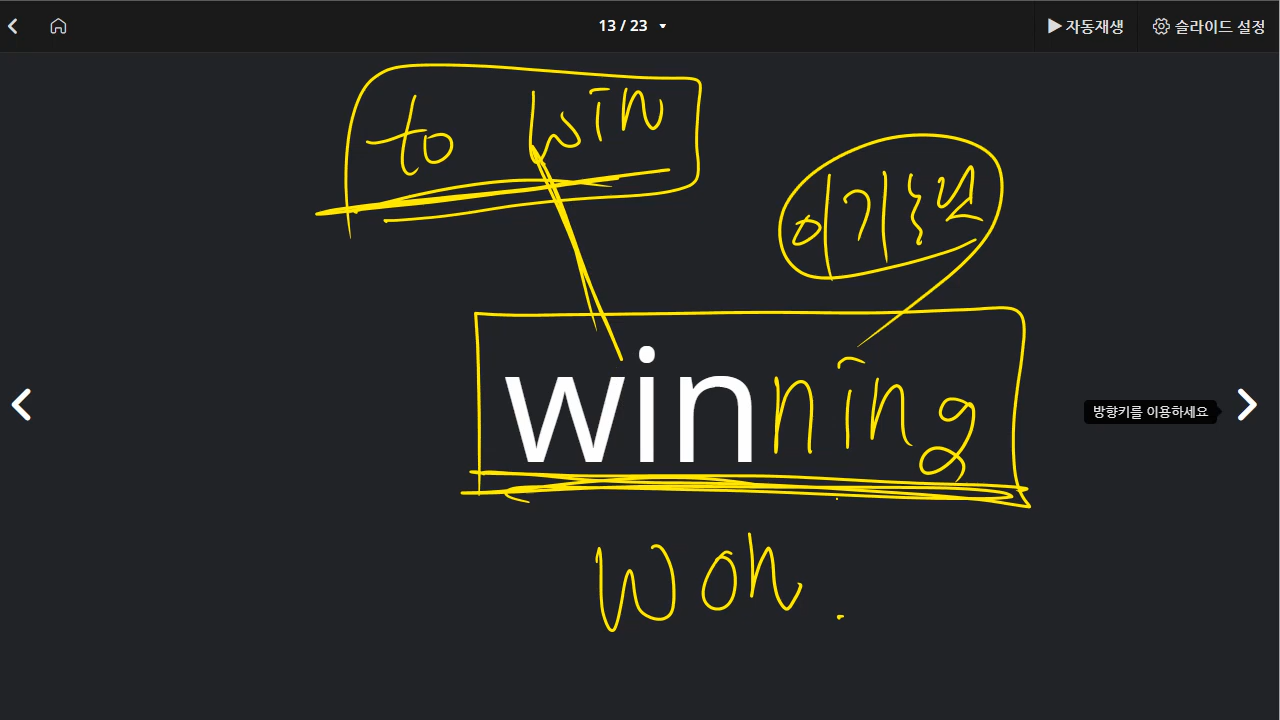 13 / 23
자동재생
슬라이드 설정
to win
이기는법
winning
방향키를 이용하세요
won.